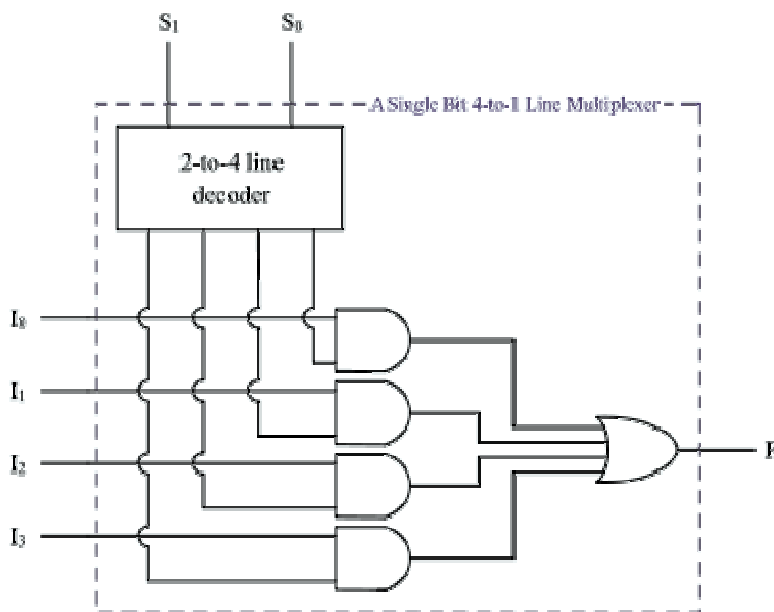 S₁ S₀
A Single Bit 4-to-1 Line Multiplexer
2-to-4 line
decoder
I₀
I₁
I₂
I₃